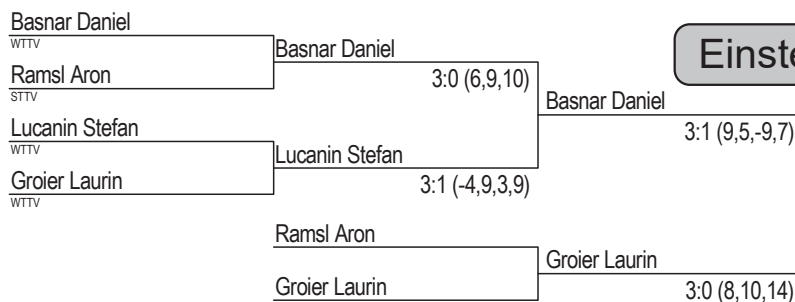 Basnar Daniel
WTTV
Basnar Daniel
Ramsl Aron
STTV
3:0 (6,9,10)
Basnar Daniel
Lucanin Stefan
WTTV
3:1 (9,5,-9,7)
Lucanin Stefan
Groier Laurin
WTTV
3:1 (-4,9,3,9)
Ramsl Aron
Groier Laurin
Groier Laurin
3:0 (8,10,14)